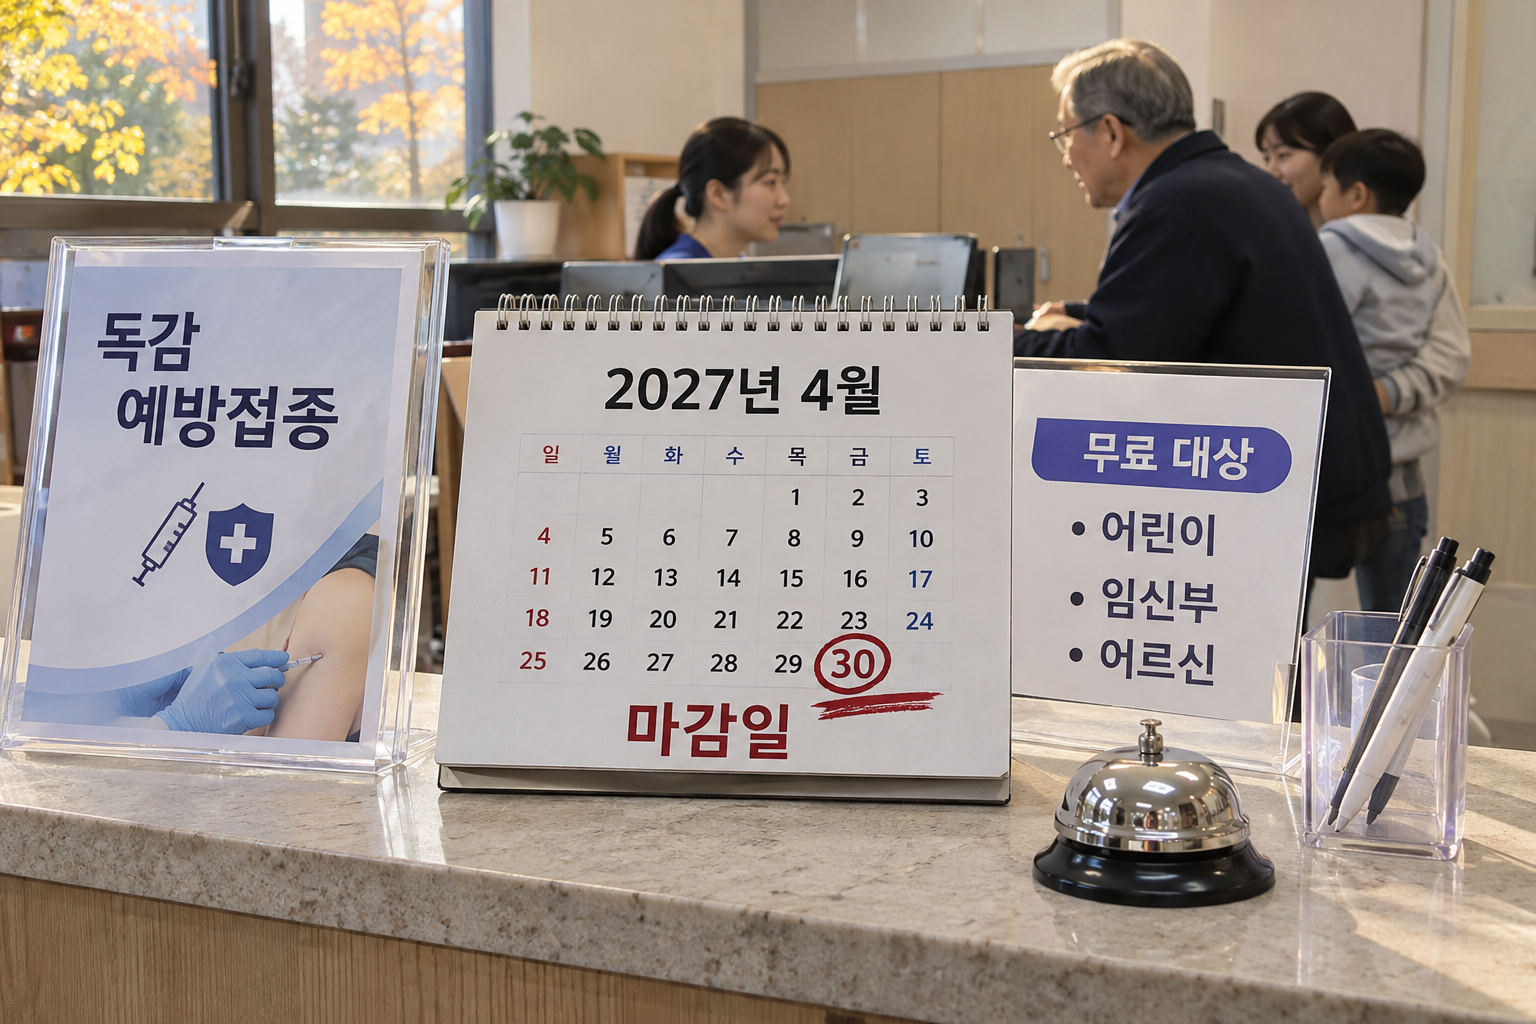 독감
예방접종
2027년 4월
일 월 화 수 목 금 토
1 2 3
4 5 6 7 8 9 10
11 12 13 14 15 16 17
18 19 20 21 22 23 24
25 26 27 28 29 30
마감일
무료 대상
• 어린이
• 임신부
• 어르신